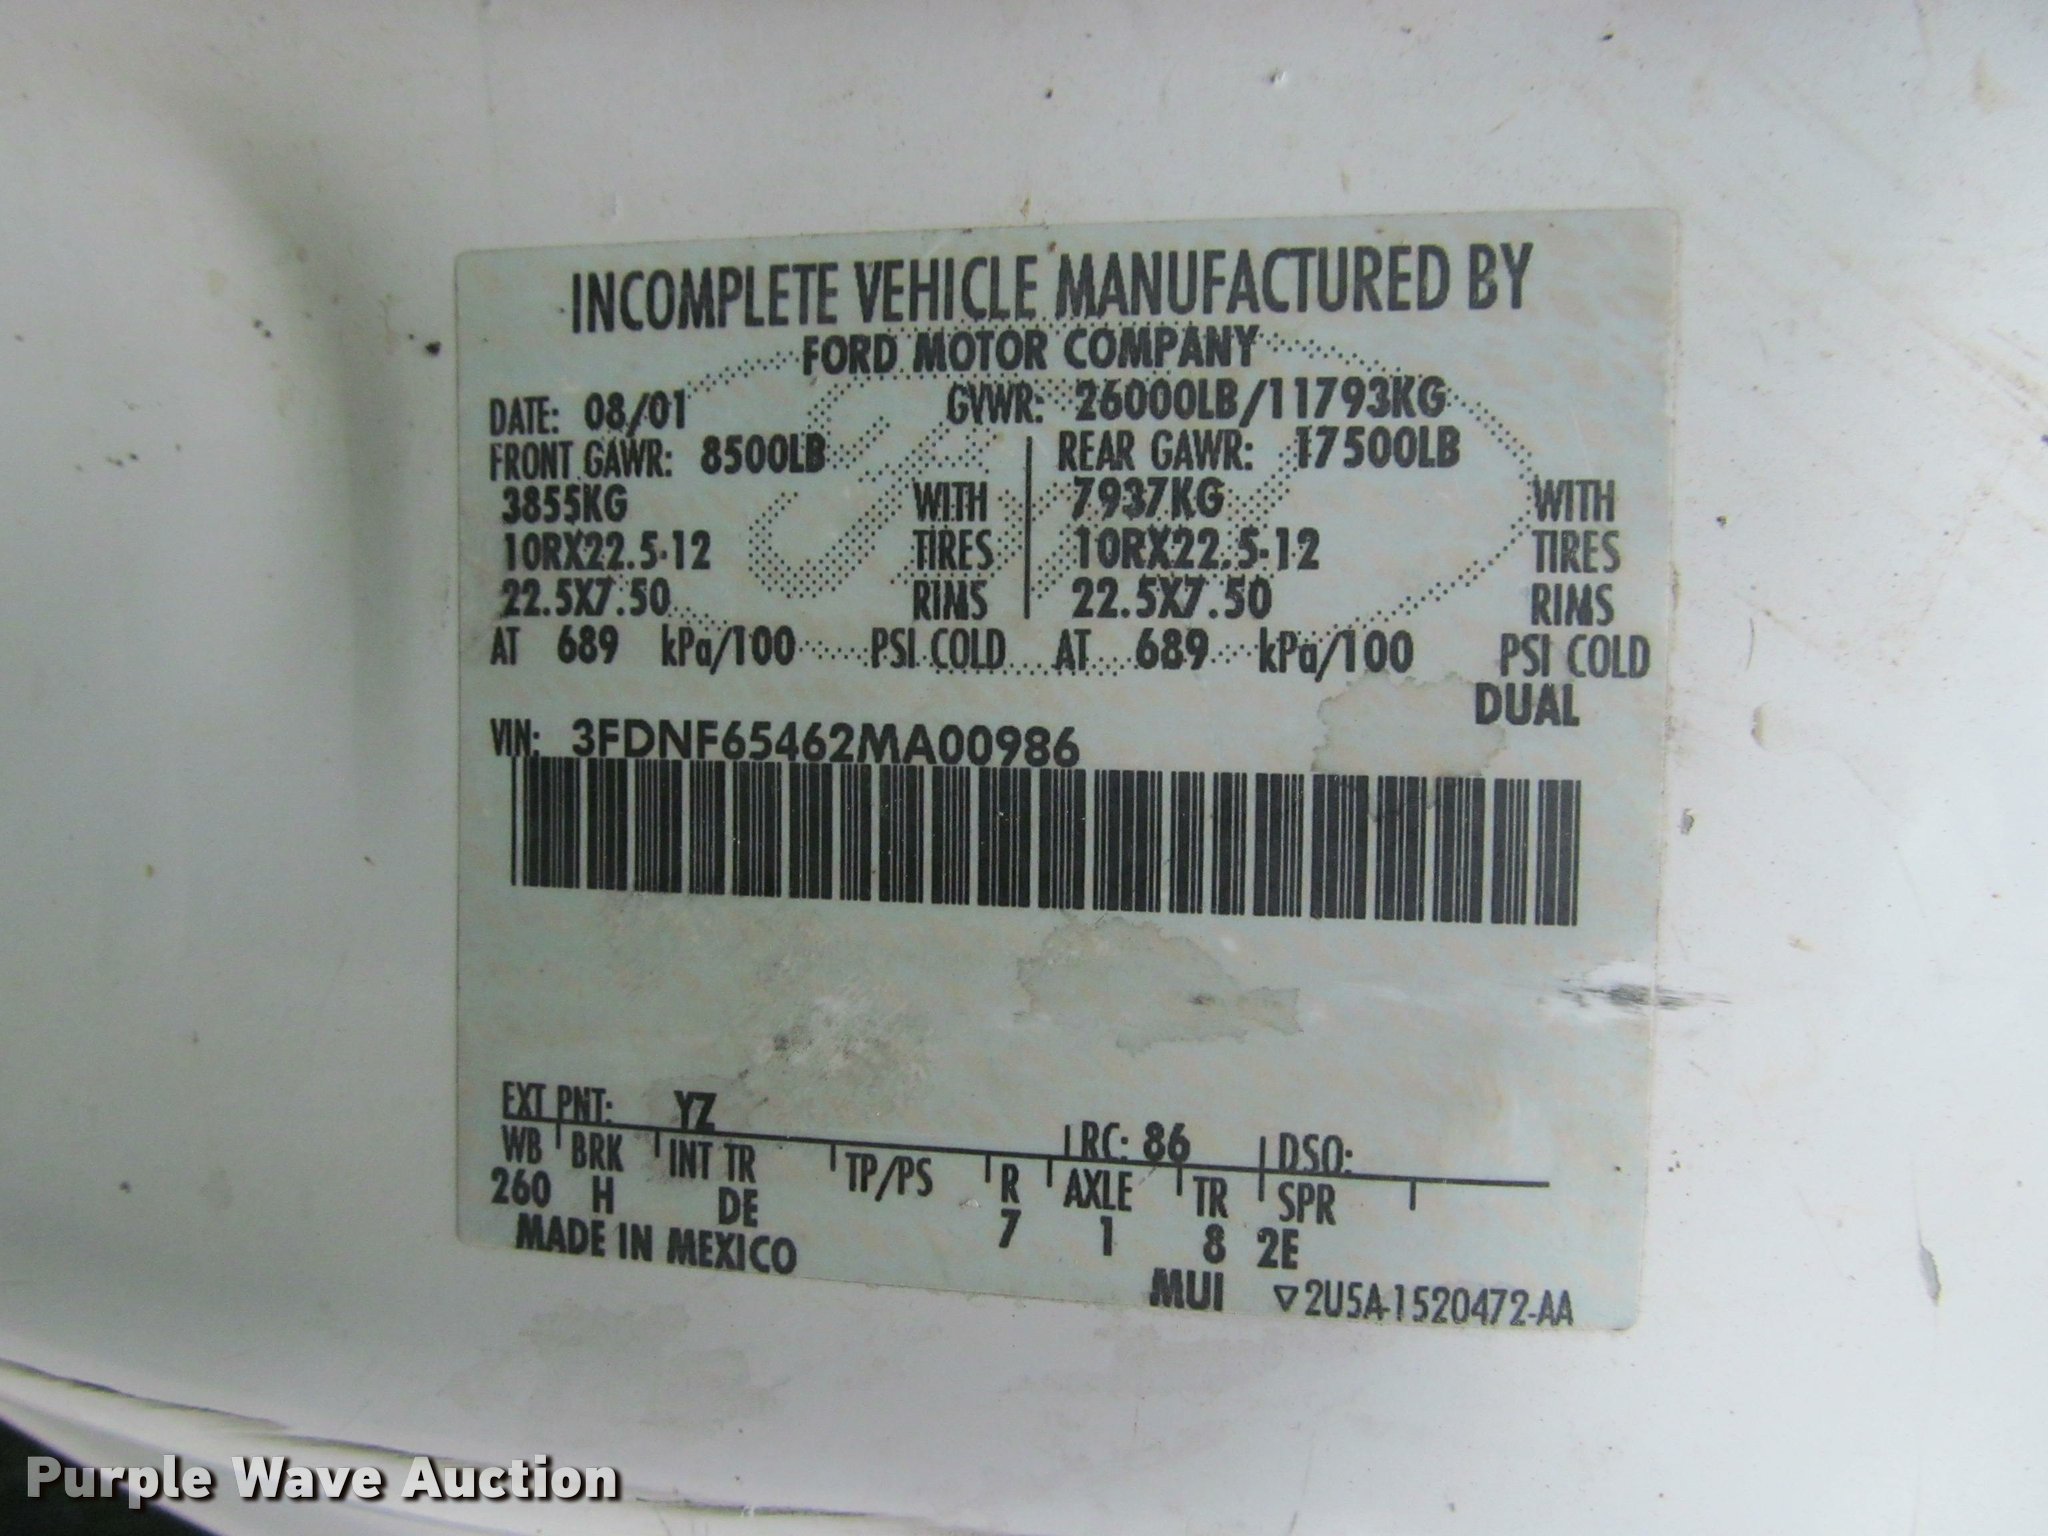 INCOMPLETE VEHICLE MANUFACTURED BY
FORD MOTOR COMPANY
DATE: 08/01 GVWR: 26000LB/11793KG
FRONT GAWR: 8500LB REAR GAWR: 17500LB
3855KG WITH 7937KG WITH
10RX22.5-12 TIRES 10RX22.5-12 TIRES
22.5X7.50 RIMS 22.5X7.50 RIMS
AT 689 kPa/100 PSI COLD AT 689 kPa/100 PSI COLD
DUAL
VIN: 3FDNF65462MA00986
EXT PNT: YZ RC: 86 DSO:
WB BRK INT TR TP/PS R AXLE TR SPR
260 H DE 7 1 8 2E
MADE IN MEXICO
MUI ▽2U5A-1520472-AA
Purple Wave Auction